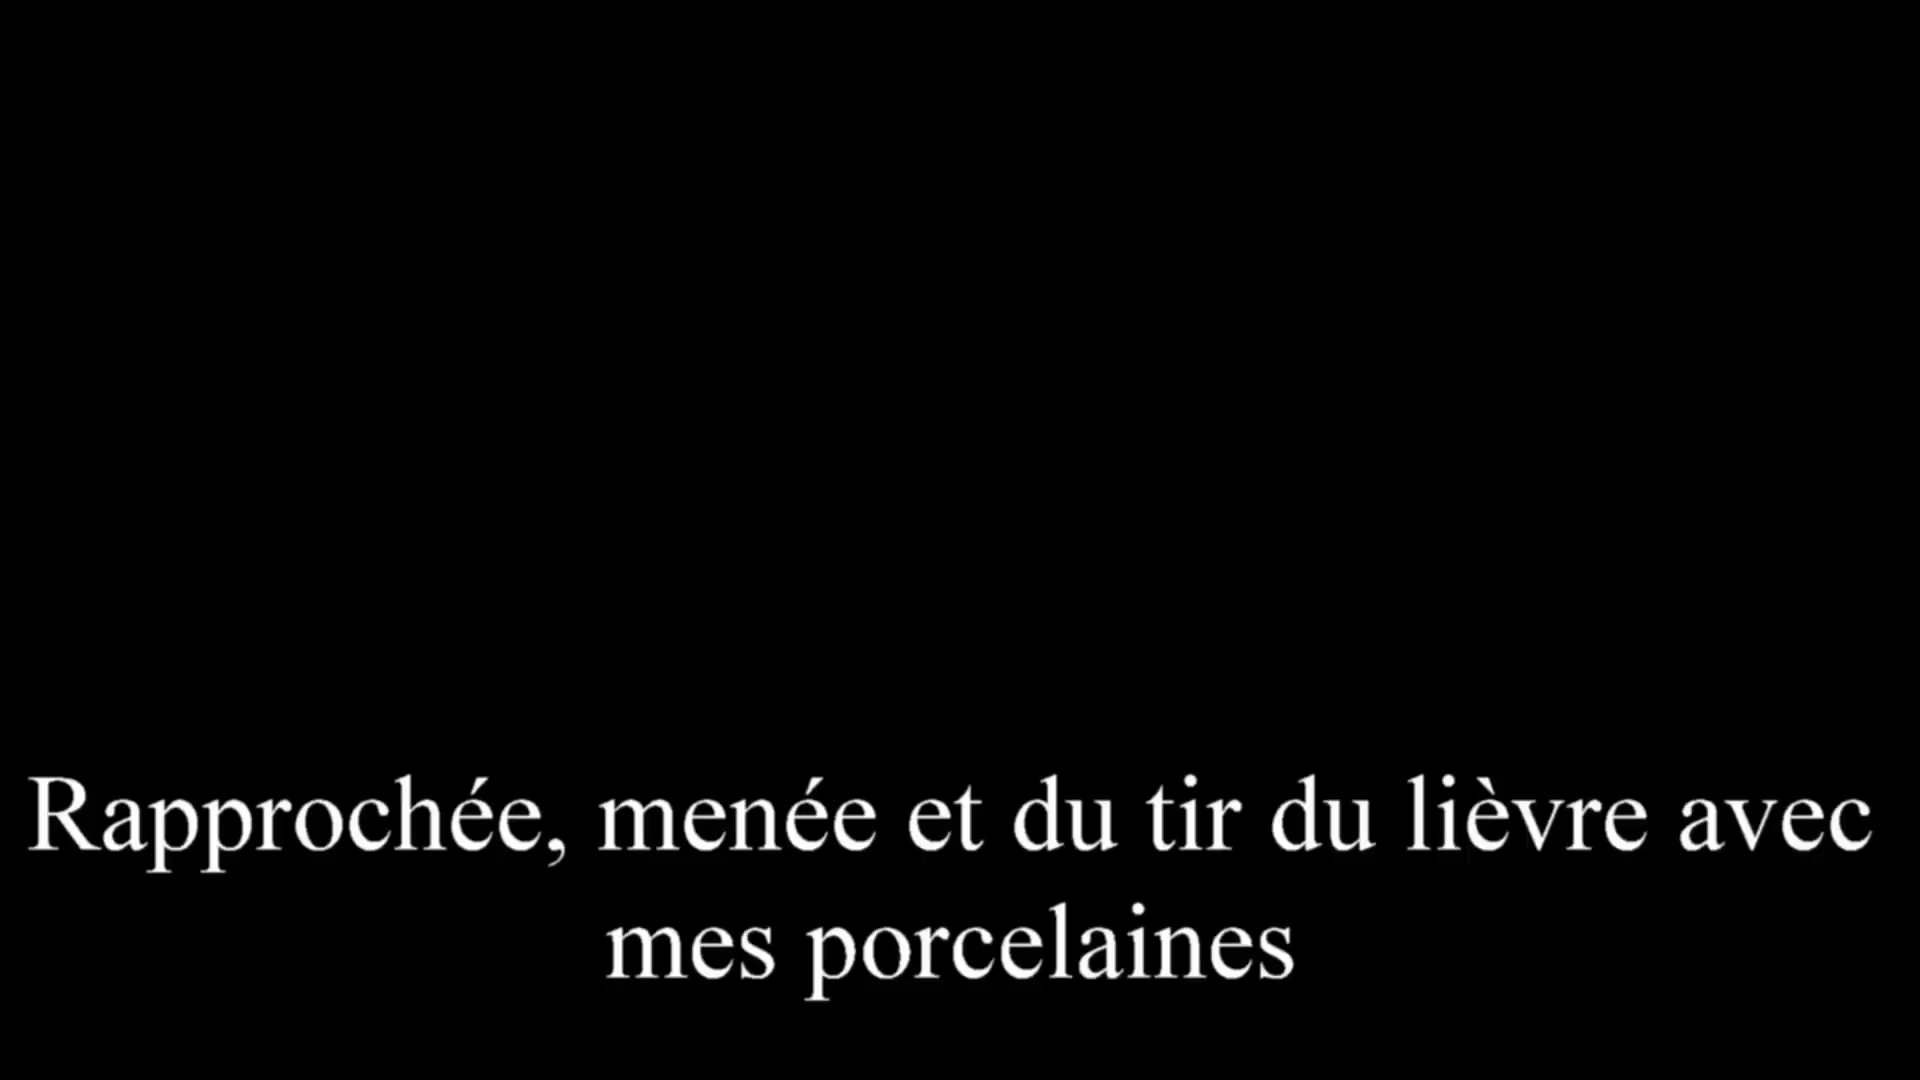 Rapprochée, menée et du tir du lièvre avec
mes porcelaines